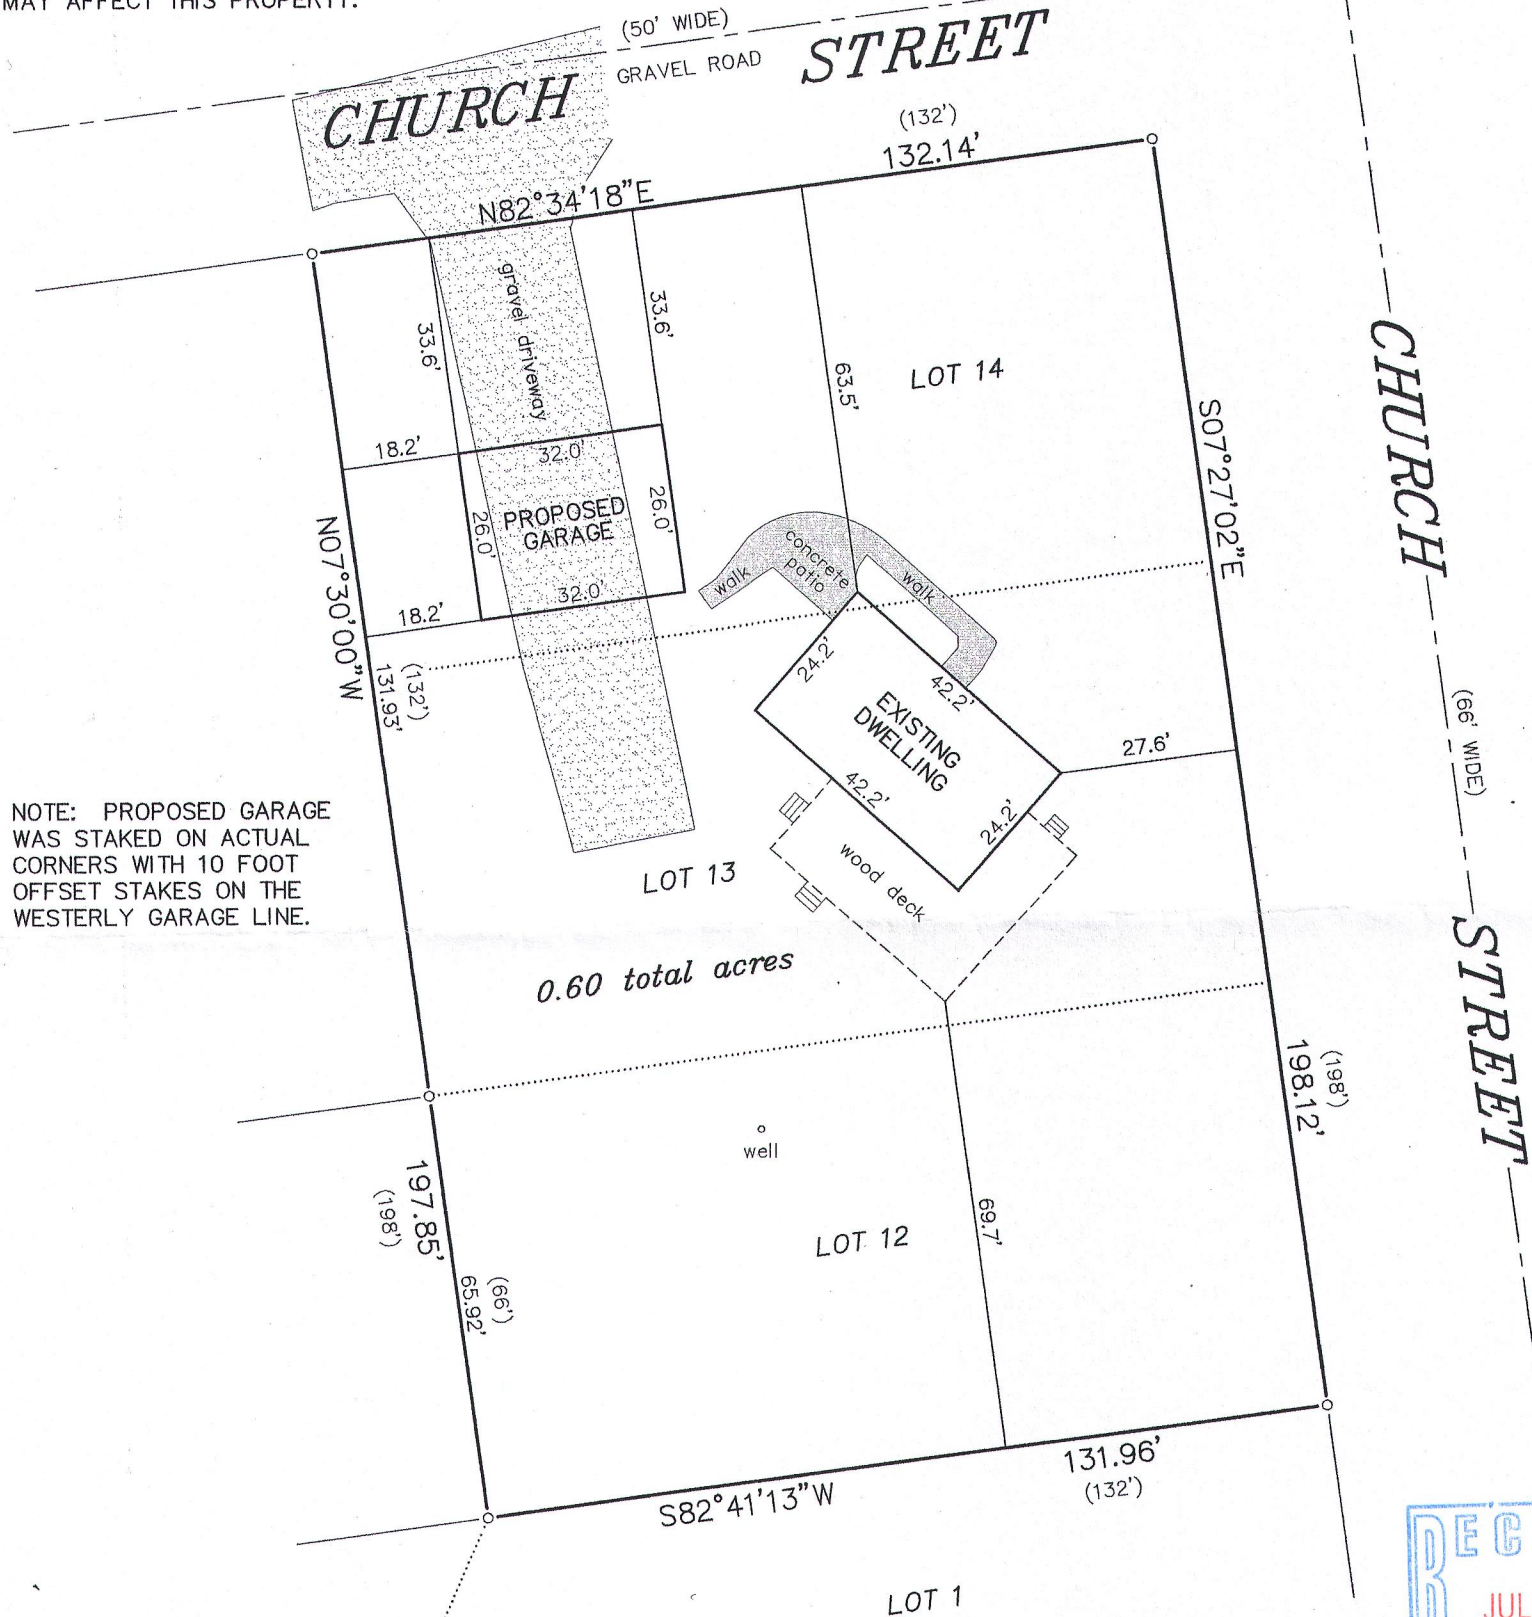 MAY AFFECT THIS PROPERTY.
(50' WIDE)
CHURCH STREET
GRAVEL ROAD
(132')
132.14'
N82°34'18"E
gravel driveway
33.6'
33.6'
63.5'
LOT 14
CHURCH STREET
(66' WIDE)
S07°27'02"E
18.2'
32.0'
26.0'
PROPOSED
GARAGE
26.0'
32.0'
18.2'
N07°30'00"W
(132')
131.93'
walk
concrete
patio
walk
24.2'
42.2'
EXISTING
DWELLING
27.6'
42.2'
24.2'
wood deck
NOTE: PROPOSED GARAGE
WAS STAKED ON ACTUAL
CORNERS WITH 10 FOOT
OFFSET STAKES ON THE
WESTERLY GARAGE LINE.
LOT 13
0.60 total acres
(198')
198.12'
well
197.85'
(198')
LOT 12
69.7'
(66')
65.92'
131.96'
(132')
S82°41'13"W
LOT 1
REC
JUL